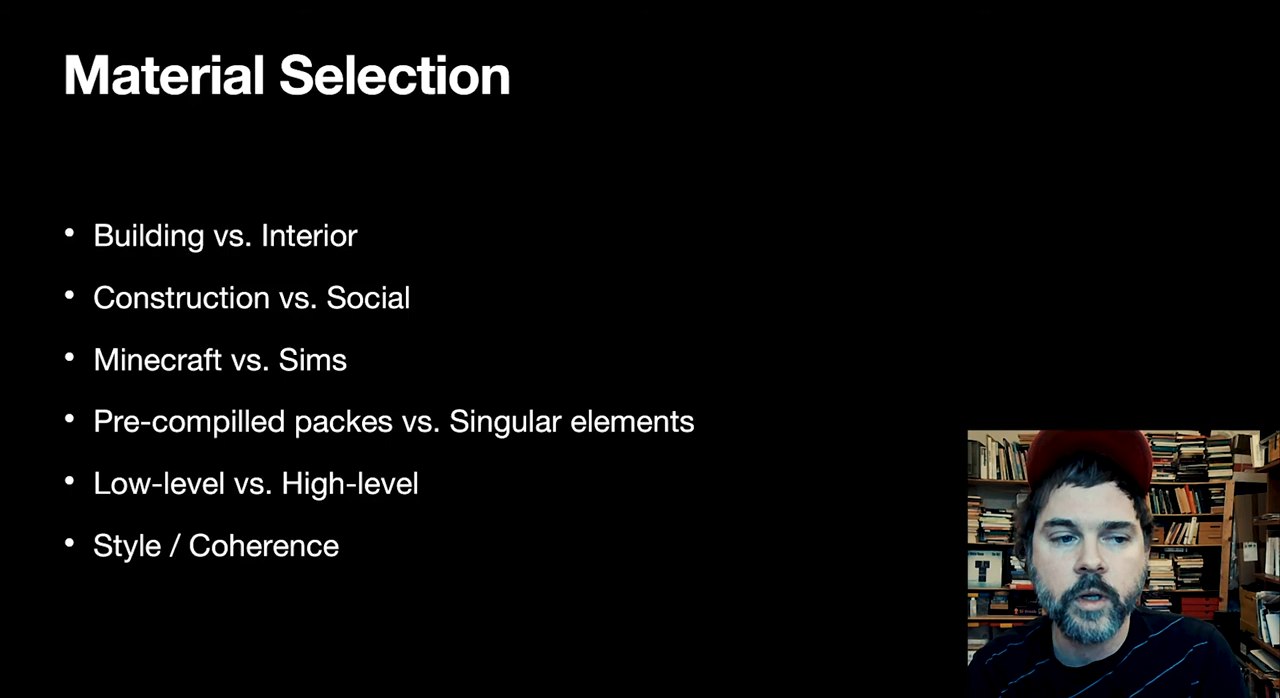 Material Selection
• Building vs. Interior
• Construction vs. Social
• Minecraft vs. Sims
• Pre-compilled packes vs. Singular elements
• Low-level vs. High-level
• Style / Coherence
T